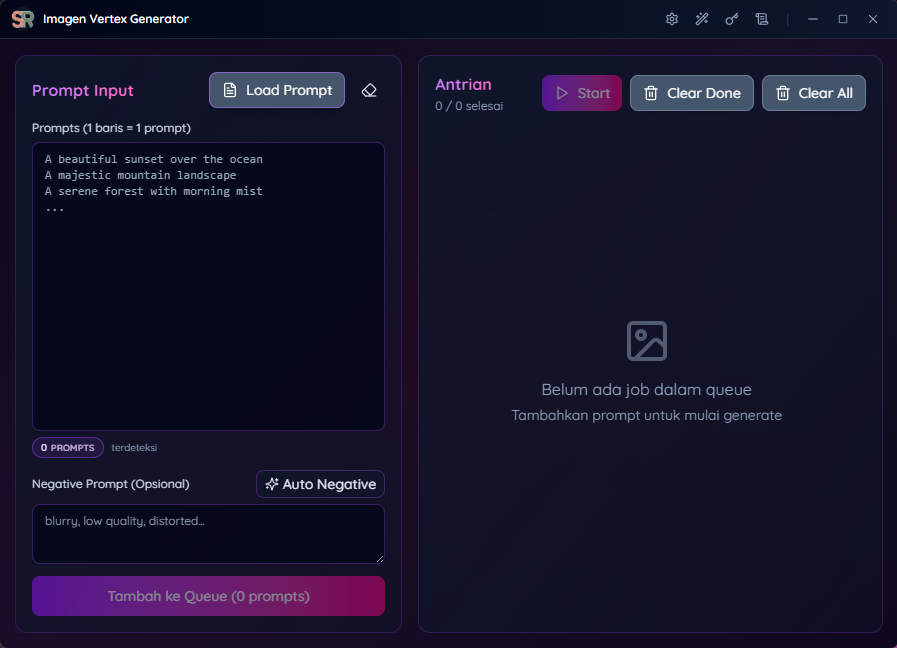 SR Imagen Vertex Generator
Prompt Input
Load Prompt
Prompts (1 baris = 1 prompt)
A beautiful sunset over the ocean
A majestic mountain landscape
A serene forest with morning mist
...
0 PROMPTS terdeteksi
Negative Prompt (Opsional)
Auto Negative
blurry, low quality, distorted...
Tambah ke Queue (0 prompts)
Antrian
0 / 0 selesai
Start
Clear Done
Clear All
Belum ada job dalam queue
Tambahkan prompt untuk mulai generate